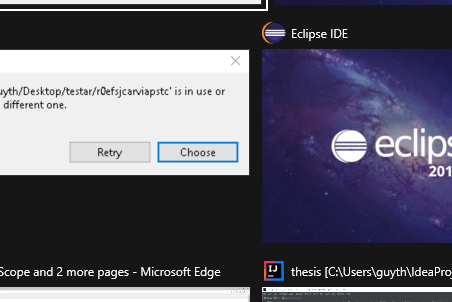 Eclipse IDE
guyth/Desktop/testar/r0efsjcarviapstc' is in use or
different one.
Retry
Choose
eclips
201
Scope and 2 more pages - Microsoft Edge
IJ
thesis [C:\Users\guyth\IdeaProj